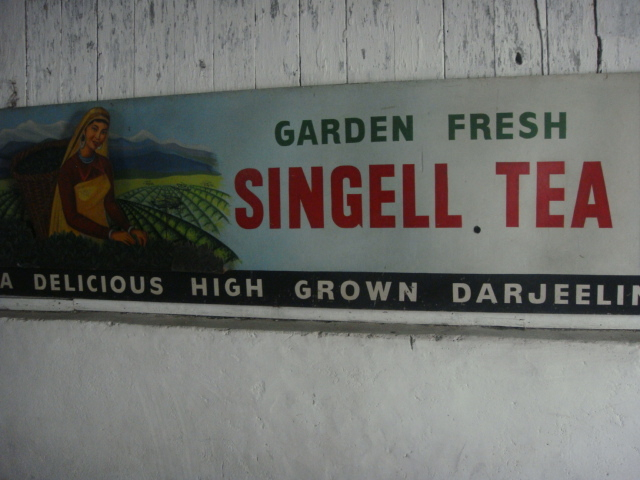 GARDEN FRESH
SINGELL TEA
A DELICIOUS HIGH GROWN DARJEELIN